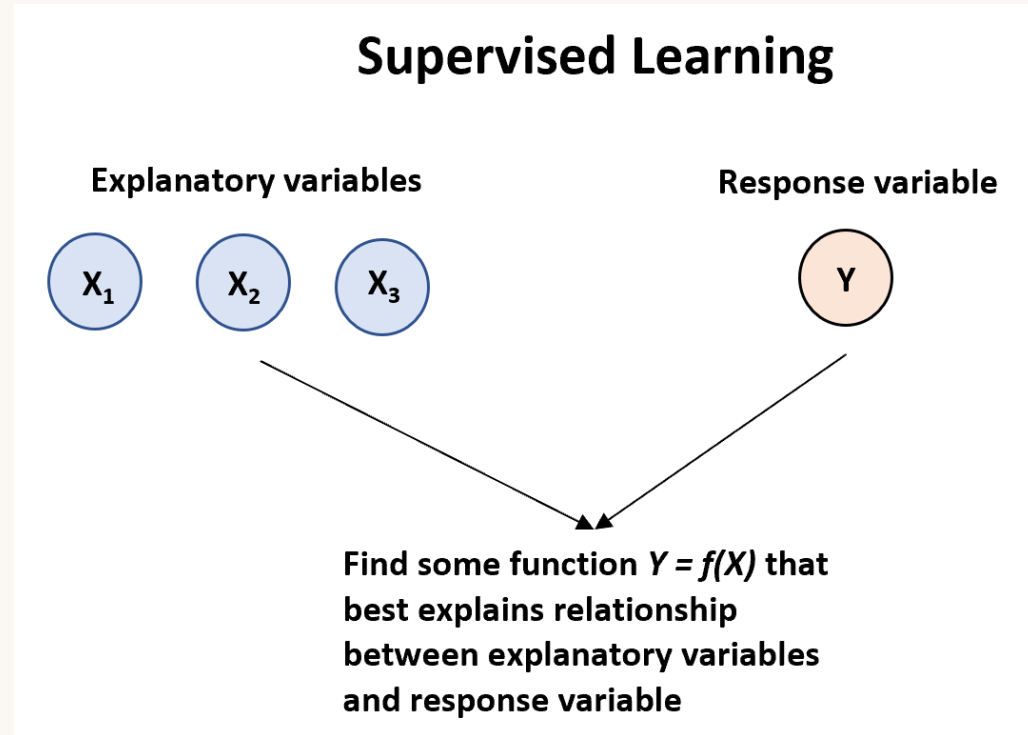 Supervised Learning
Explanatory variables
Response variable
X₁
X₂
X₃
Y
Find some function Y = f(X) that
best explains relationship
between explanatory variables
and response variable